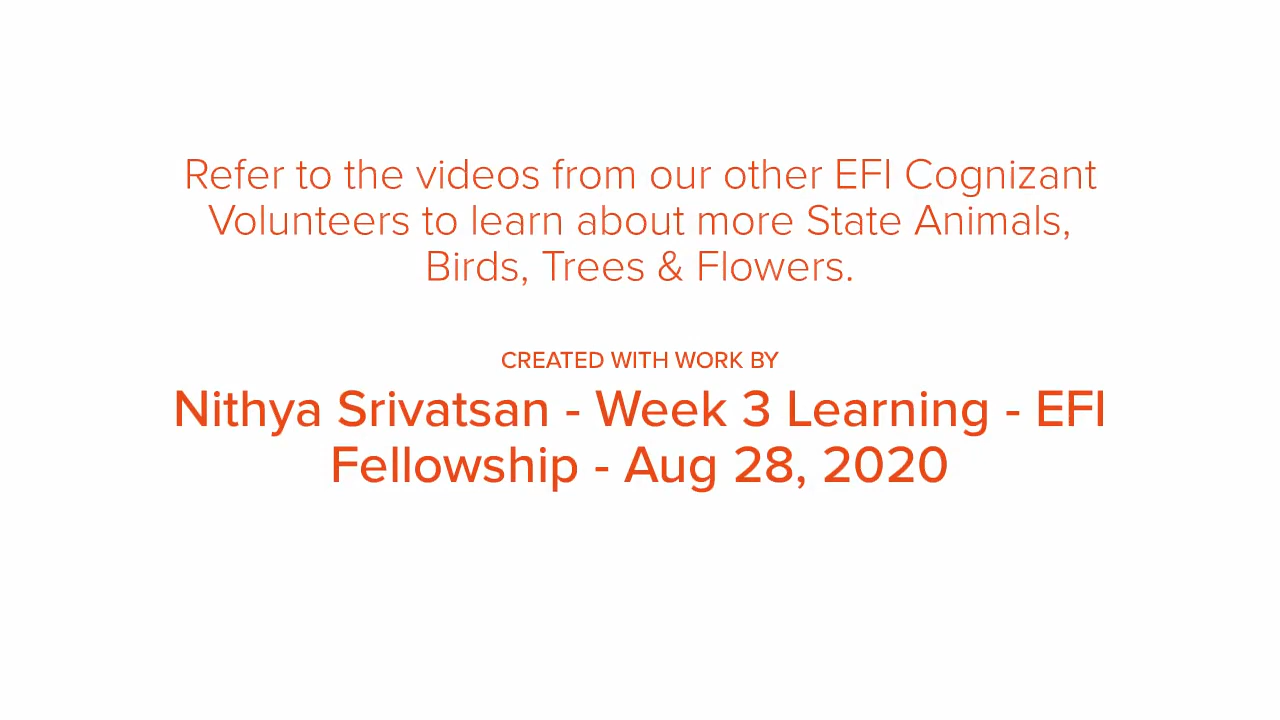 Refer to the videos from our other EFI Cognizant
Volunteers to learn about more State Animals,
Birds, Trees & Flowers.
CREATED WITH WORK BY
Nithya Srivatsan - Week 3 Learning - EFI
Fellowship - Aug 28, 2020